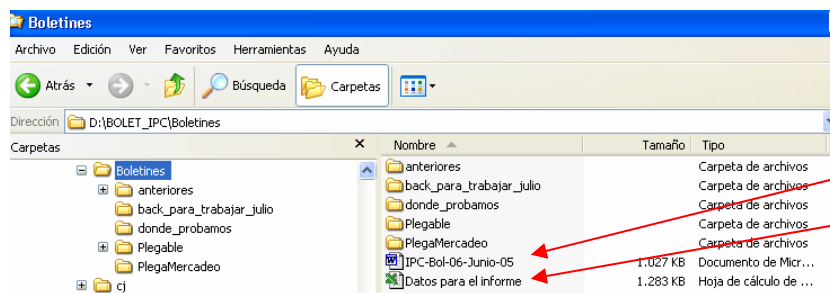 Boletines
Archivo Edición Ver Favoritos Herramientas Ayuda
Atrás Búsqueda Carpetas
Dirección D:\BOLET_IPC\Boletines
Carpetas Nombre Tamaño Tipo
Boletines
anteriores
back_para_trabajar_julio
donde_probamos
Plegable
PlegaMercadeo
cj
anteriores Carpeta de archivos
back_para_trabajar_julio Carpeta de archivos
donde_probamos Carpeta de archivos
Plegable Carpeta de archivos
PlegaMercadeo Carpeta de archivos
IPC-Bol-06-Junio-05 1.027 KB Documento de Micr...
Datos para el informe 1.283 KB Hoja de cálculo de ...